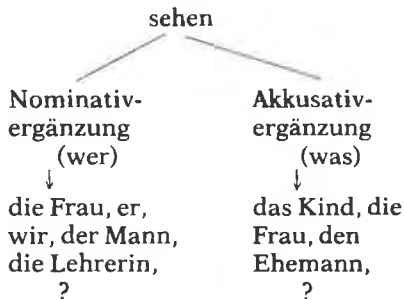 sehen
Nominativ-
ergänzung
(wer)
die Frau, er,
wir, der Mann,
die Lehrerin,
?
Akkusativ-
ergänzung
(was)
das Kind, die
Frau, den
Ehemann,
?